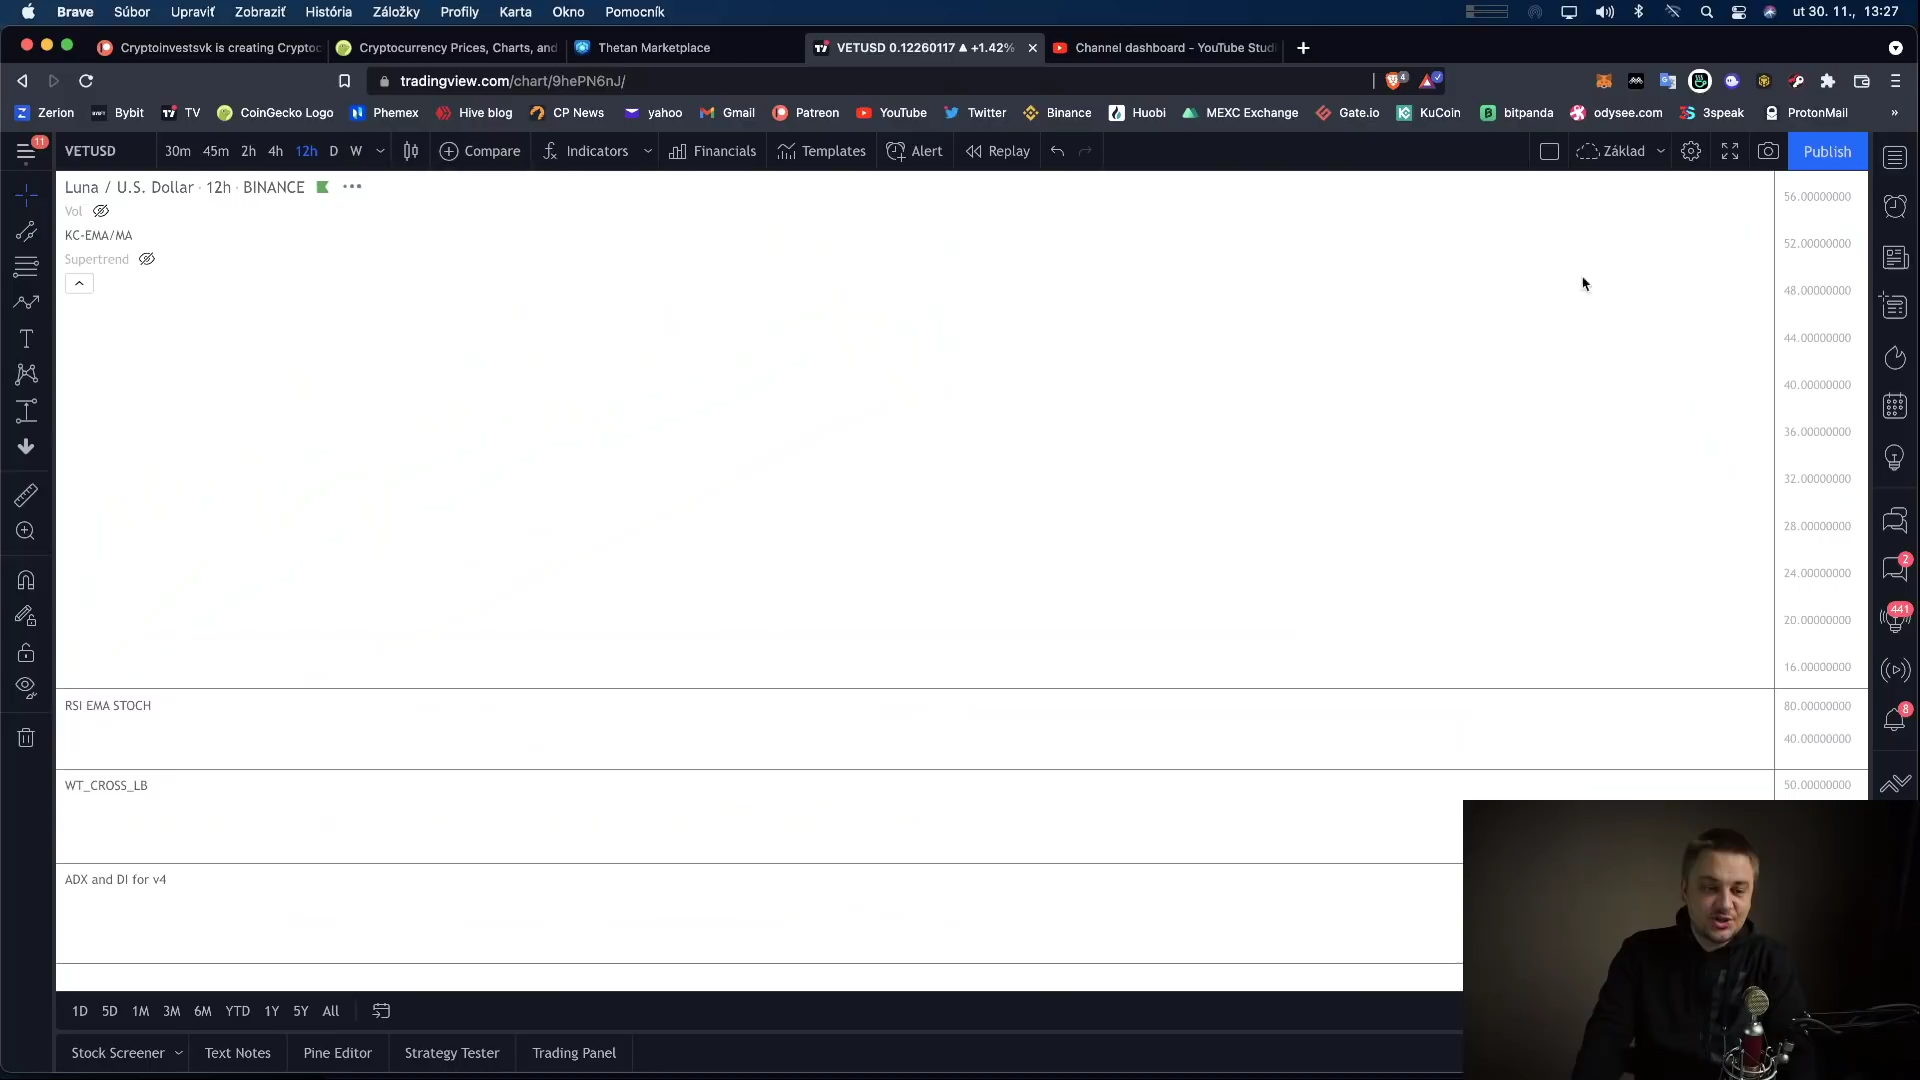 Brave Súbor Upraviť Zobraziť História Záložky Profily Karta Okno Pomocník ut 30. 11., 13:27
Cryptoinvestsvk is creating Cryptoc Cryptocurrency Prices, Charts, and Thetan Marketplace VETUSD 0.12260117 ▲ +1.42% Channel dashboard - YouTube Studi
tradingview.com/chart/9hePN6nJ/ 4
Zerion Bybit TV CoinGecko Logo Phemex Hive blog CP News yahoo Gmail Patreon YouTube Twitter Binance Huobi MEXC Exchange Gate.io KuCoin bitpanda odysee.com 3speak ProtonMail »
11 VETUSD 30m 45m 2h 4h 12h D W Compare Indicators Financials Templates Alert Replay Základ Publish
Luna / U.S. Dollar · 12h · BINANCE
Vol
KC-EMA/MA
Supertrend
56.00000000
52.00000000
48.00000000
44.00000000
40.00000000
36.00000000
32.00000000
28.00000000
24.00000000
20.00000000
16.00000000
RSI EMA STOCH 80.00000000
40.00000000
WT_CROSS_LB 50.00000000
ADX and DI for v4
2
441
8
1D 5D 1M 3M 6M YTD 1Y 5Y All
Stock Screener Text Notes Pine Editor Strategy Tester Trading Panel